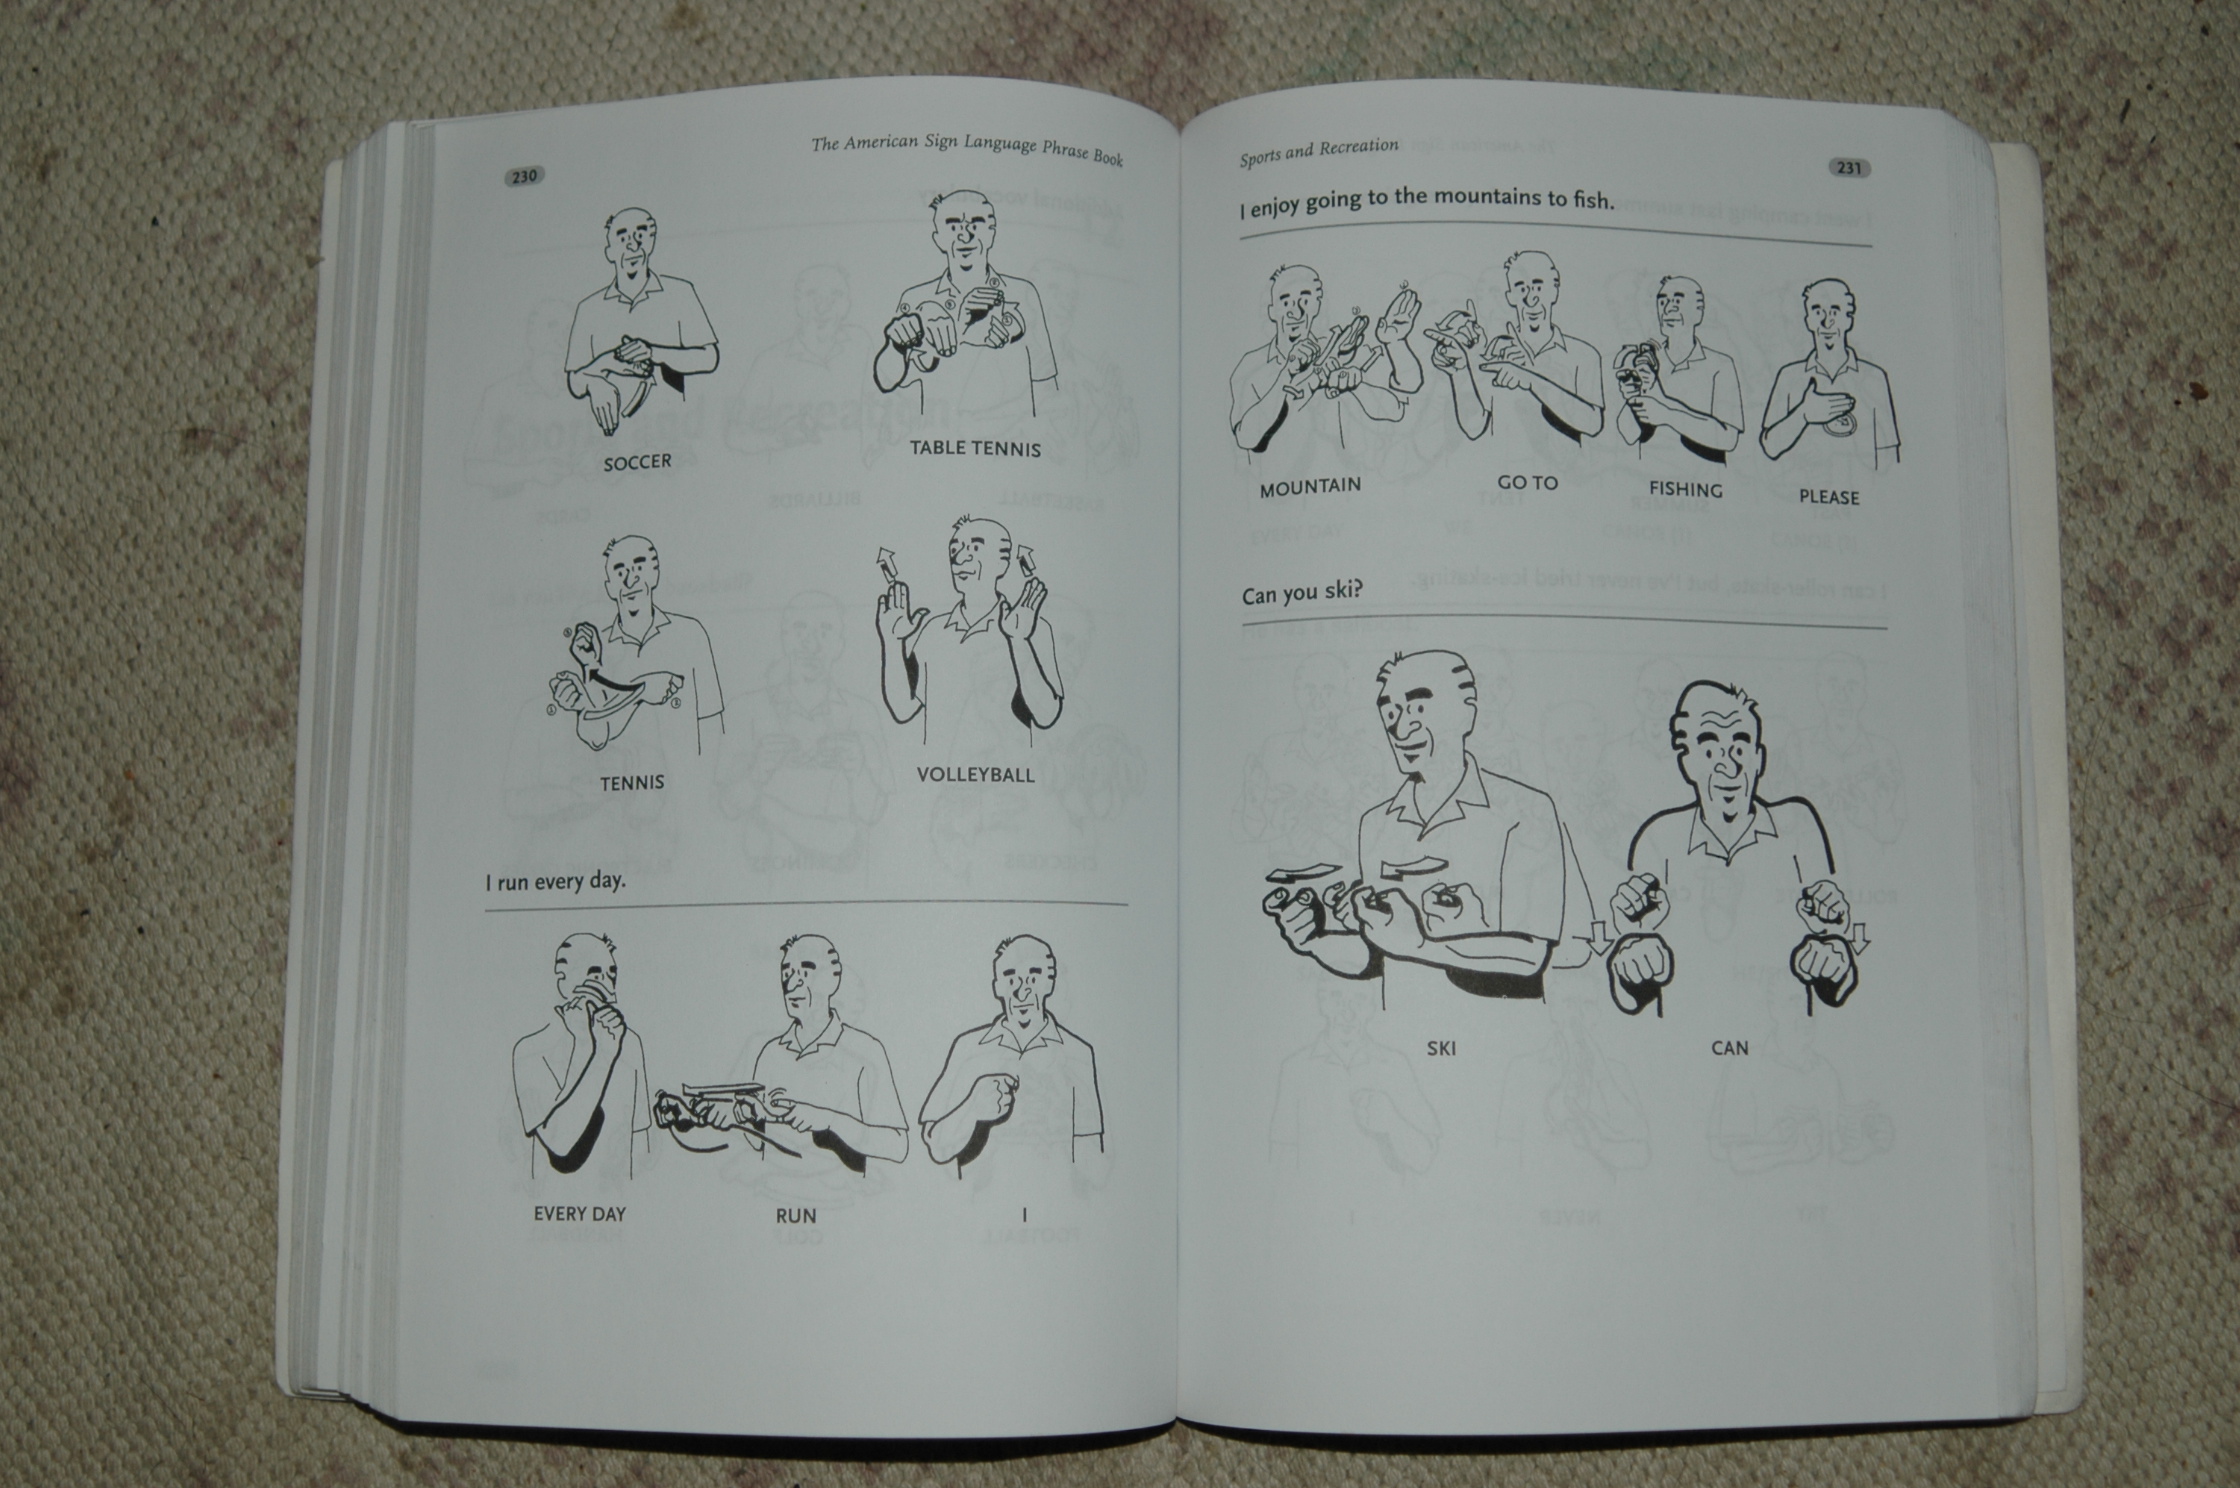 230
The American Sign Language Phrase Book
SOCCER
TABLE TENNIS
TENNIS
VOLLEYBALL
I run every day.
EVERY DAY
RUN
I
Sports and Recreation
231
I enjoy going to the mountains to fish.
MOUNTAIN
GO TO
FISHING
PLEASE
Can you ski?
SKI
CAN